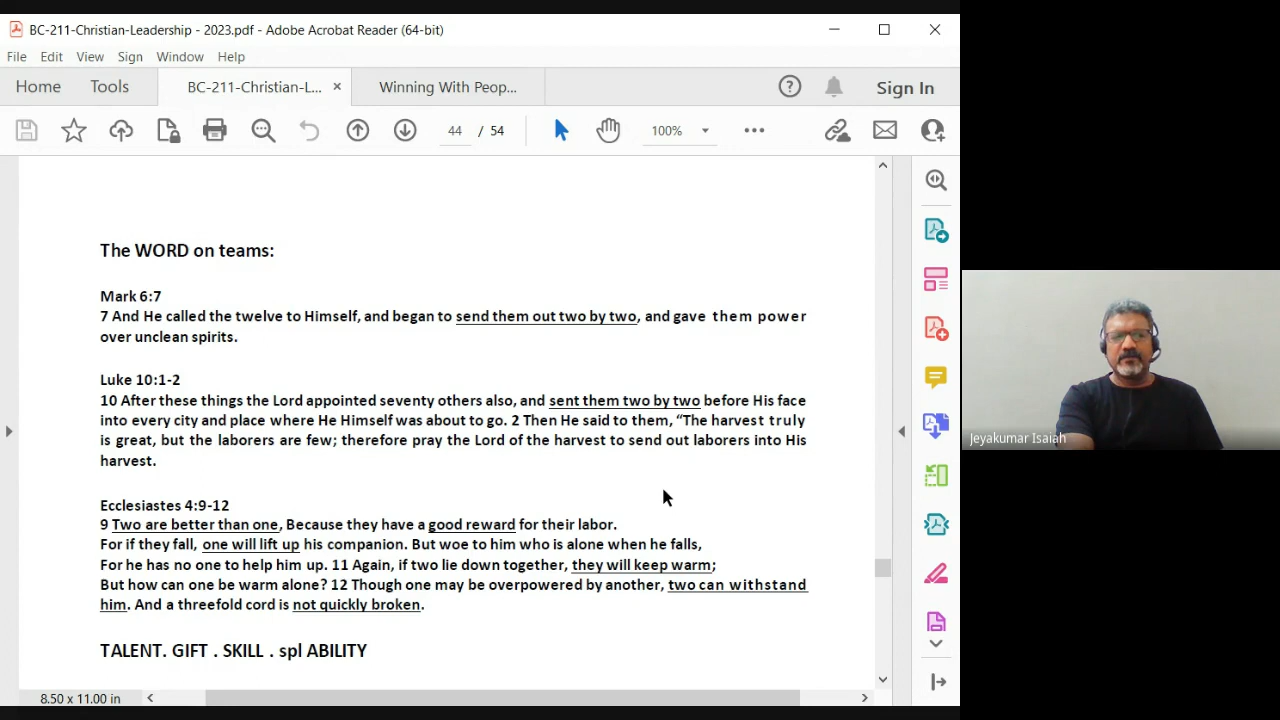 BC-211-Christian-Leadership - 2023.pdf - Adobe Acrobat Reader (64-bit)
File Edit View Sign Window Help
Home Tools BC-211-Christian-L... × Winning With Peop... Sign In
44 / 54 100%
The WORD on teams:
Mark 6:7
7 And He called the twelve to Himself, and began to send them out two by two, and gave them power
over unclean spirits.
Luke 10:1-2
10 After these things the Lord appointed seventy others also, and sent them two by two before His face
into every city and place where He Himself was about to go. 2 Then He said to them, “The harvest truly
is great, but the laborers are few; therefore pray the Lord of the harvest to send out laborers into His
harvest.
Jeyakumar Isaiah
Ecclesiastes 4:9-12
9 Two are better than one, Because they have a good reward for their labor.
For if they fall, one will lift up his companion. But woe to him who is alone when he falls,
For he has no one to help him up. 11 Again, if two lie down together, they will keep warm;
But how can one be warm alone? 12 Though one may be overpowered by another, two can withstand
him. And a threefold cord is not quickly broken.
TALENT. GIFT . SKILL . spl ABILITY
8.50 x 11.00 in